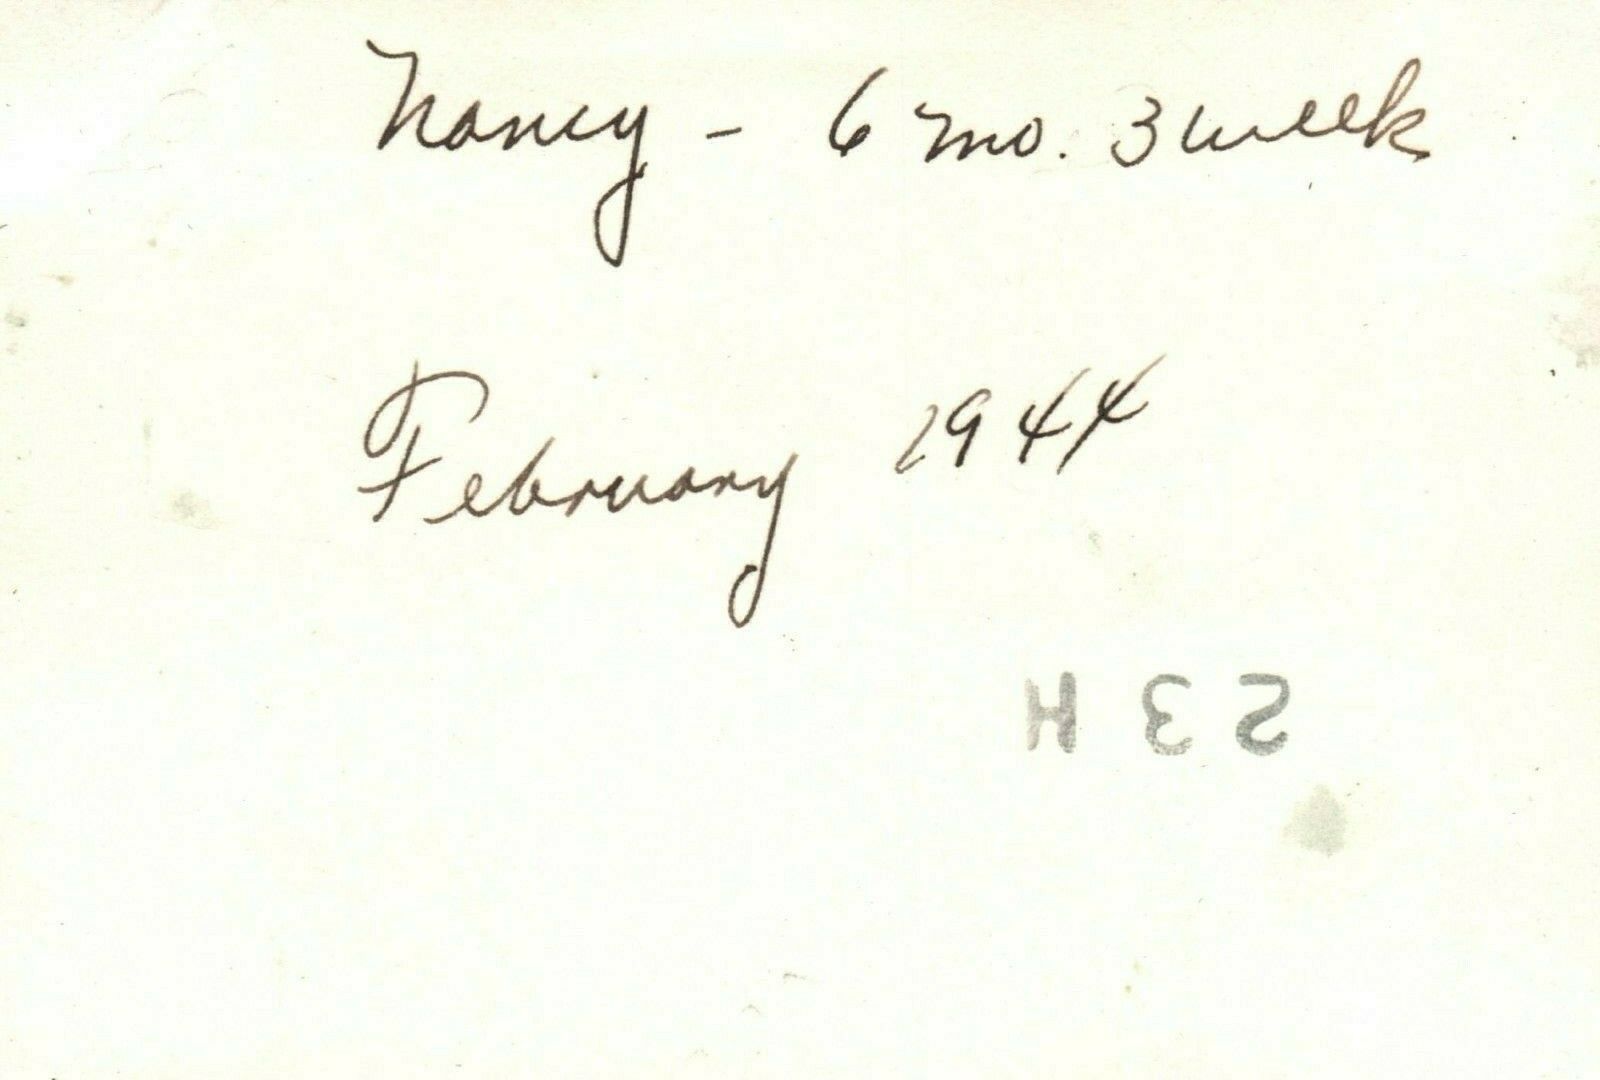 Nancy - 6 mo. 3 week
February 1944
23H